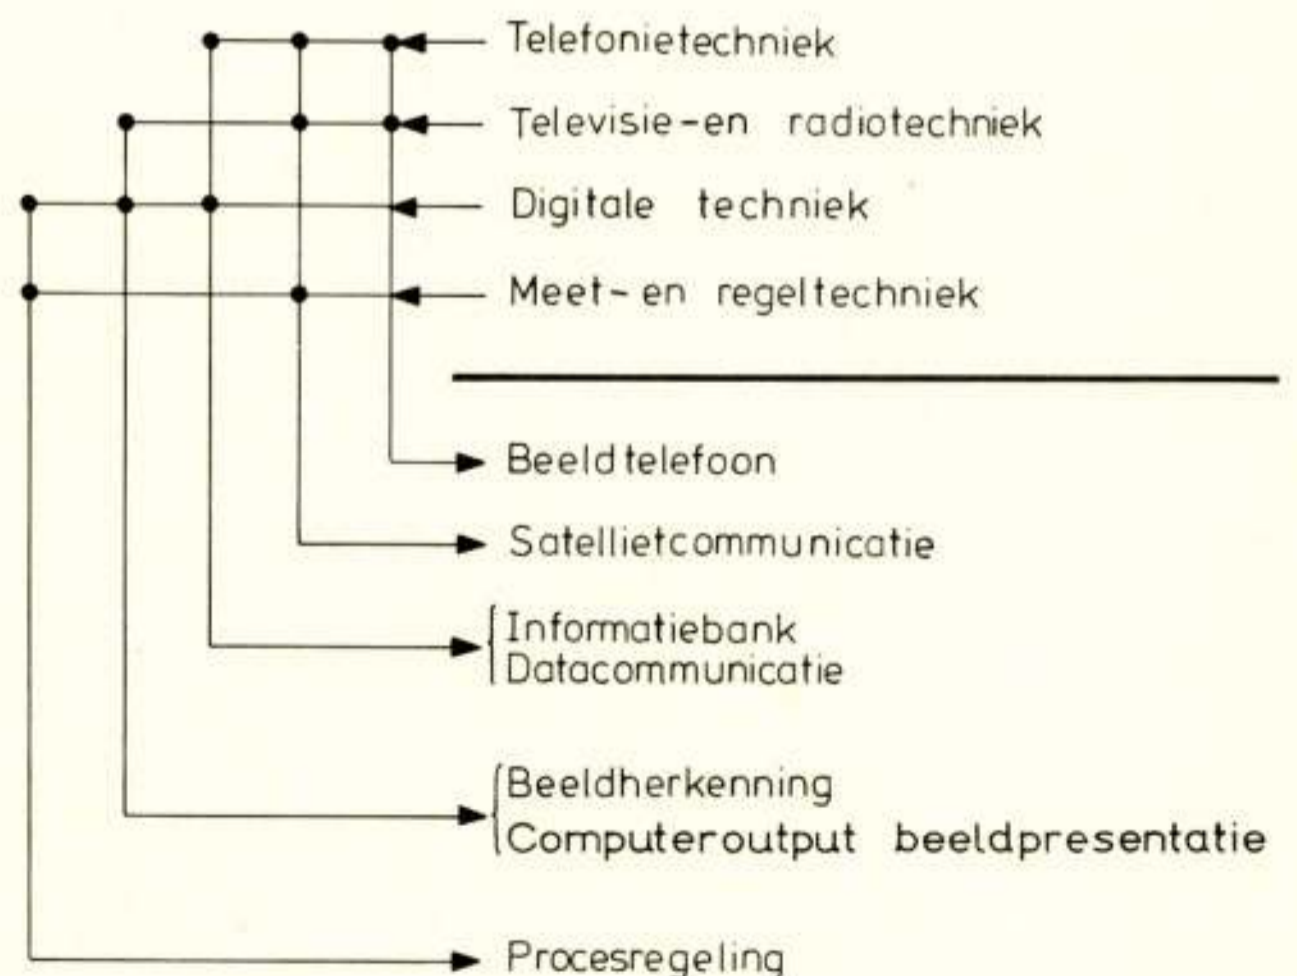 Telefonietechniek
Televisie-en radiotechniek
Digitale techniek
Meet-en regeltechniek
Beeldtelefoon
Satellietcommunicatie
Informatiebank
Datacommunicatie
Beeldherkenning
Computeroutput beeldpresentatie
Procesregeling